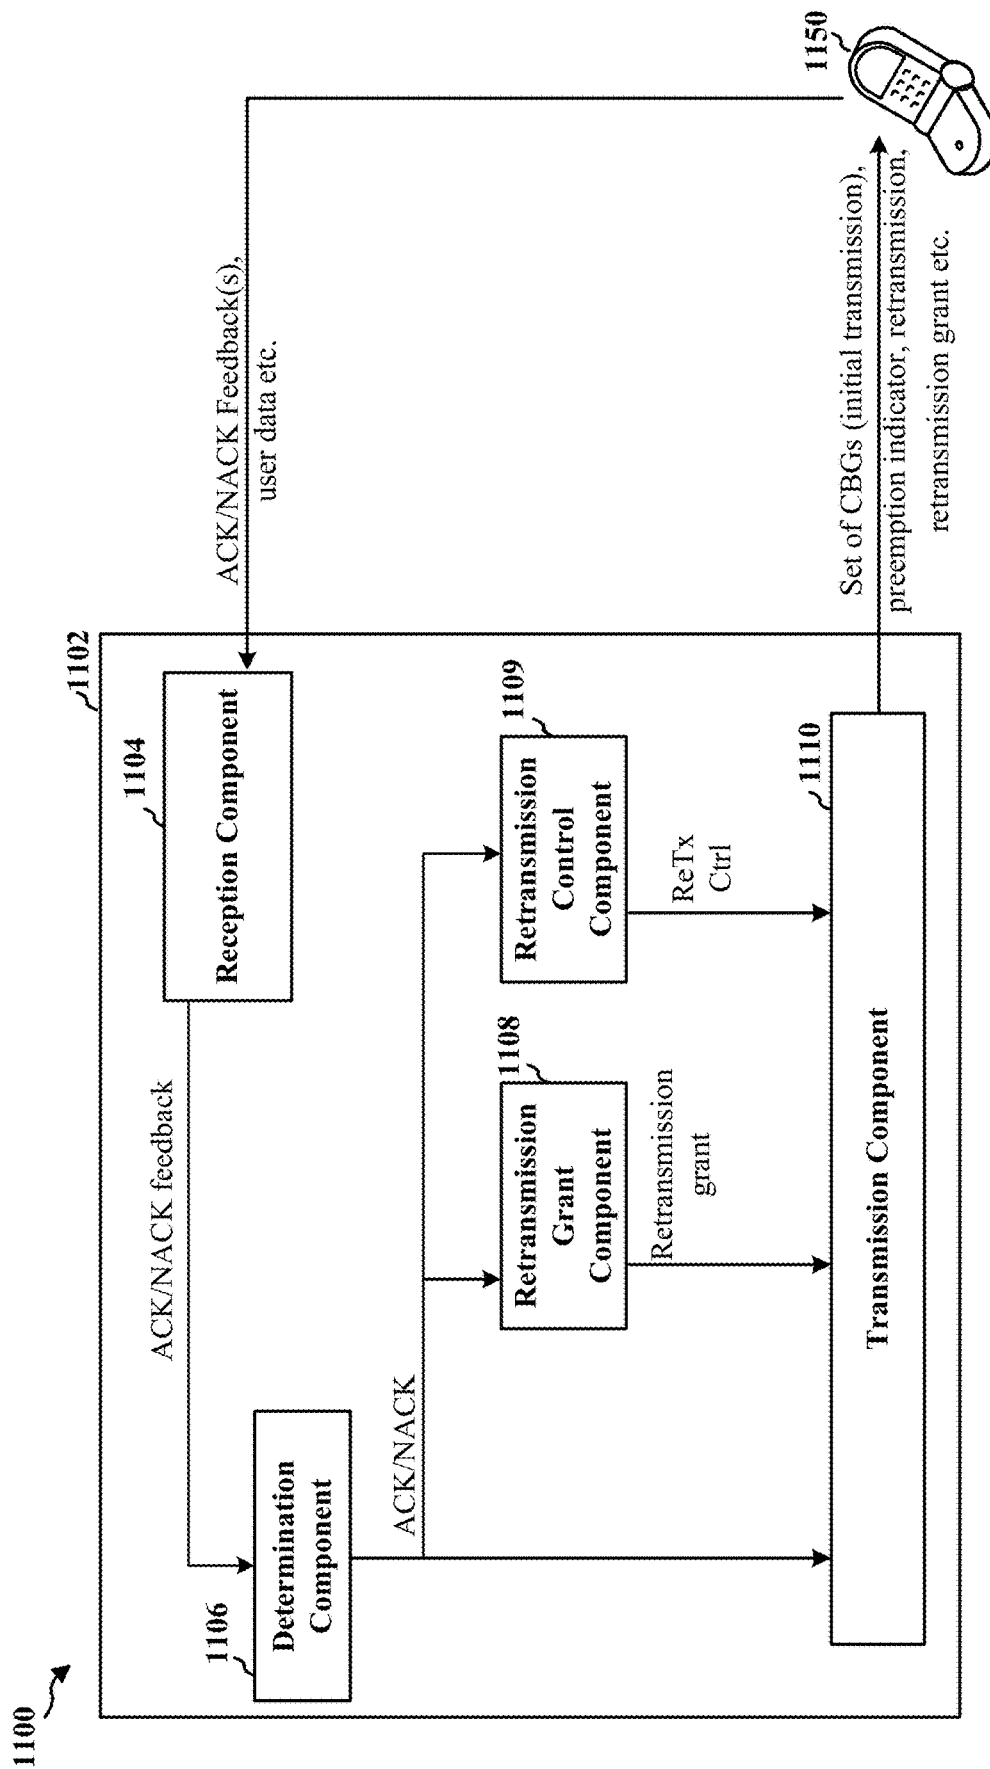 1100
1102
1104
Reception Component
ACK/NACK Feedback(s),
user data etc.
1150
ACK/NACK feedback
1106
Determination
Component
ACK/NACK
1108
Retransmission
Grant
Component
1109
Retransmission
Control
Component
Retransmission
grant
ReTx
Ctrl
1110
Transmission Component
Set of CBGs (initial transmission),
preemption indicator, retransmission,
retransmission grant etc.